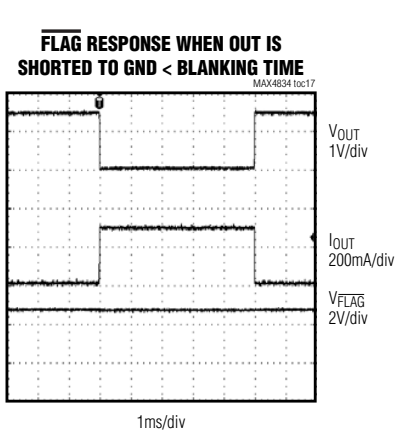 FLAG RESPONSE WHEN OUT IS
SHORTED TO GND < BLANKING TIME
MAX4834 toc17
T
VOUT
1V/div
IOUT
200mA/div
VFLAG
2V/div
1ms/div